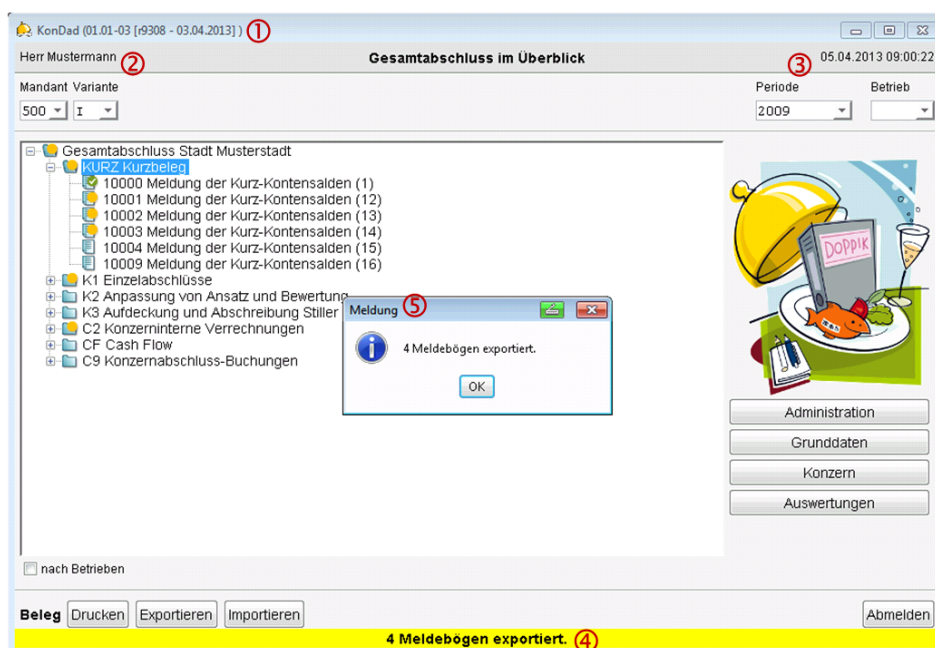 KonDad (01.01-03 [r9308 - 03.04.2013] ) ①
Herr Mustermann ②
Gesamtabschluss im Überblick
③ 05.04.2013 09:00:22
Mandant Variante
Periode Betrieb
500 I
2009
Gesamtabschluss Stadt Musterstadt
KURZ Kurzbeleg
10000 Meldung der Kurz-Kontensalden (1)
10001 Meldung der Kurz-Kontensalden (12)
10002 Meldung der Kurz-Kontensalden (13)
10003 Meldung der Kurz-Kontensalden (14)
10004 Meldung der Kurz-Kontensalden (15)
10009 Meldung der Kurz-Kontensalden (16)
K1 Einzelabschlüsse
K2 Anpassung von Ansatz und Bewertung
K3 Aufdeckung und Abschreibung Stiller
C2 Konzerninterne Verrechnungen
CF Cash Flow
C9 Konzernabschluss-Buchungen
Meldung ⑤
4 Meldebögen exportiert.
OK
DOPPIK
Administration
Grunddaten
Konzern
Auswertungen
nach Betrieben
Beleg Drucken Exportieren Importieren
Abmelden
4 Meldebögen exportiert. ④